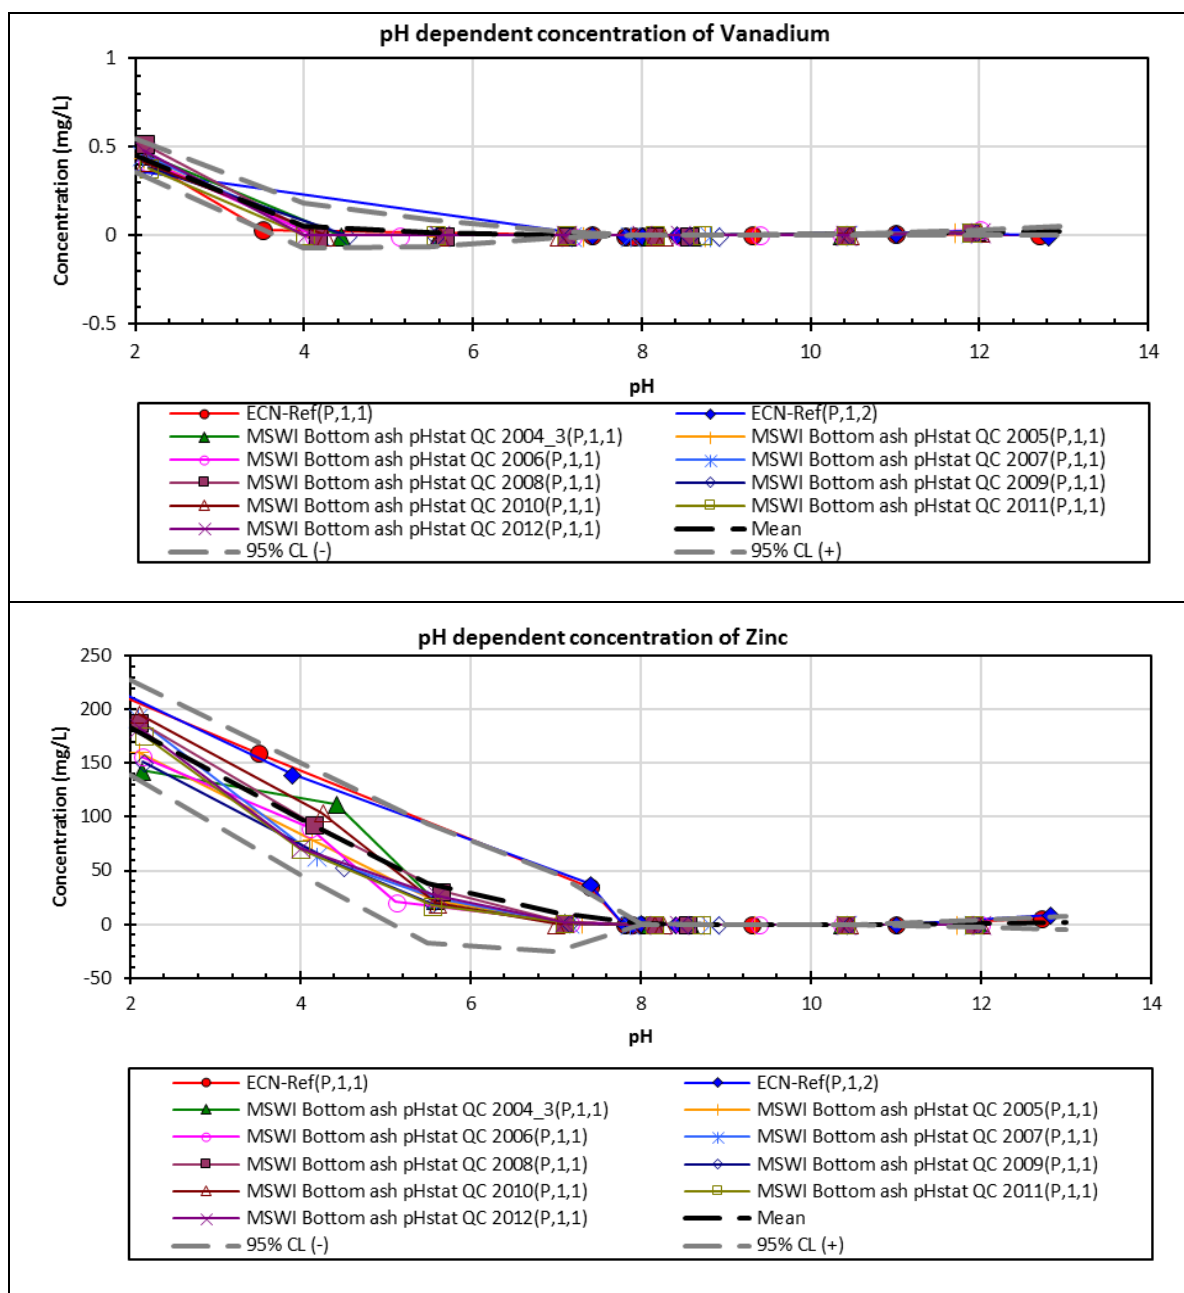 pH dependent concentration of Vanadium
Concentration (mg/L)
1
0.5
0
-0.5
2 4 6 8 10 12 14
pH
ECN-Ref(P,1,1) ECN-Ref(P,1,2)
MSWI Bottom ash pHstat QC 2004_3(P,1,1) MSWI Bottom ash pHstat QC 2005(P,1,1)
MSWI Bottom ash pHstat QC 2006(P,1,1) MSWI Bottom ash pHstat QC 2007(P,1,1)
MSWI Bottom ash pHstat QC 2008(P,1,1) MSWI Bottom ash pHstat QC 2009(P,1,1)
MSWI Bottom ash pHstat QC 2010(P,1,1) MSWI Bottom ash pHstat QC 2011(P,1,1)
MSWI Bottom ash pHstat QC 2012(P,1,1) Mean
95% CL (-) 95% CL (+)
pH dependent concentration of Zinc
Concentration (mg/L)
250
200
150
100
50
0
-50
2 4 6 8 10 12 14
pH
ECN-Ref(P,1,1) ECN-Ref(P,1,2)
MSWI Bottom ash pHstat QC 2004_3(P,1,1) MSWI Bottom ash pHstat QC 2005(P,1,1)
MSWI Bottom ash pHstat QC 2006(P,1,1) MSWI Bottom ash pHstat QC 2007(P,1,1)
MSWI Bottom ash pHstat QC 2008(P,1,1) MSWI Bottom ash pHstat QC 2009(P,1,1)
MSWI Bottom ash pHstat QC 2010(P,1,1) MSWI Bottom ash pHstat QC 2011(P,1,1)
MSWI Bottom ash pHstat QC 2012(P,1,1) Mean
95% CL (-) 95% CL (+)